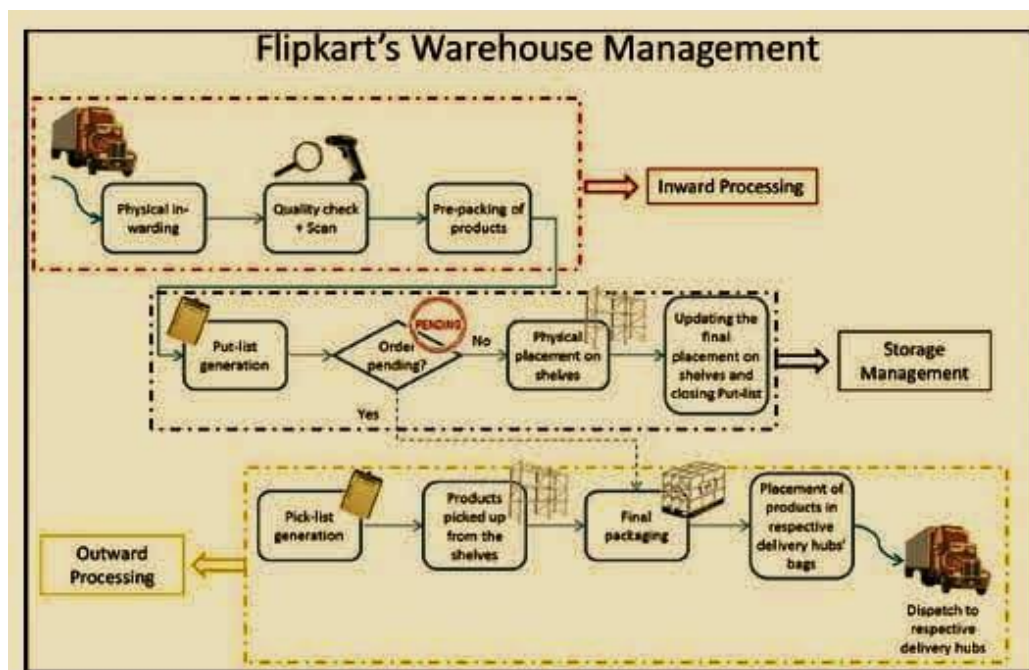 Flipkart's Warehouse Management
Physical in-
warding
Quality check
+ Scan
Pre-packing of
products
Inward Processing
Put-list
generation
PENDING
Order
pending?
No
Yes
Physical
placement on
shelves
Updating the
final
placement on
shelves and
closing Put-list
Storage
Management
Pick-list
generation
Products
picked up
from the
shelves
Final
packaging
Placement of
products in
respective
delivery hubs'
bags
Outward
Processing
Dispetch to
respective
delivery hubs